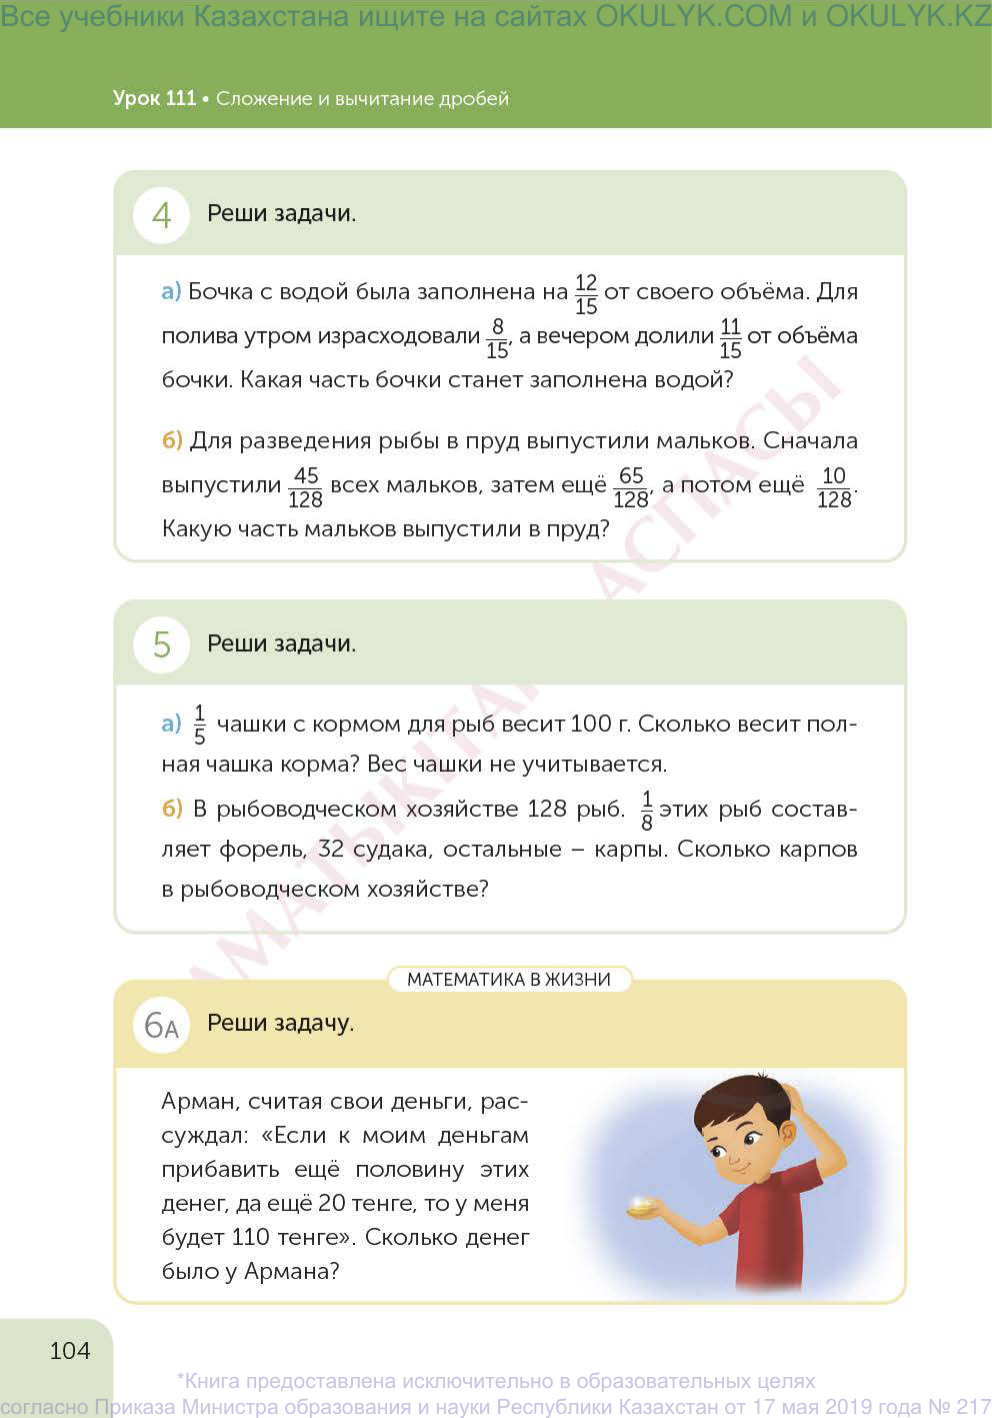 Все учебники Казахстана ищите на сайтах OKULYK.COM и OKULYK.KZ
Урок 111 • Сложение и вычитание дробей
4 Реши задачи.
а) Бочка с водой была заполнена на 12/15 от своего объёма. Для
полива утром израсходовали 8/15, а вечером долили 11/15 от объёма
бочки. Какая часть бочки станет заполнена водой?
б) Для разведения рыбы в пруд выпустили мальков. Сначала
выпустили 45/128 всех мальков, затем ещё 65/128, а потом ещё 10/128.
Какую часть мальков выпустили в пруд?
5 Реши задачи.
а) 1/5 чашки с кормом для рыб весит 100 г. Сколько весит пол-
ная чашка корма? Вес чашки не учитывается.
б) В рыбоводческом хозяйстве 128 рыб. 1/8 этих рыб состав-
ляет форель, 32 судака, остальные – карпы. Сколько карпов
в рыбоводческом хозяйстве?
МАТЕМАТИКА В ЖИЗНИ
6А Реши задачу.
Арман, считая свои деньги, рас-
суждал: «Если к моим деньгам
прибавить ещё половину этих
денег, да ещё 20 тенге, то у меня
будет 110 тенге». Сколько денег
было у Армана?
104
*Книга предоставлена исключительно в образовательных целях
согласно Приказа Министра образования и науки Республики Казахстан от 17 мая 2019 года № 217